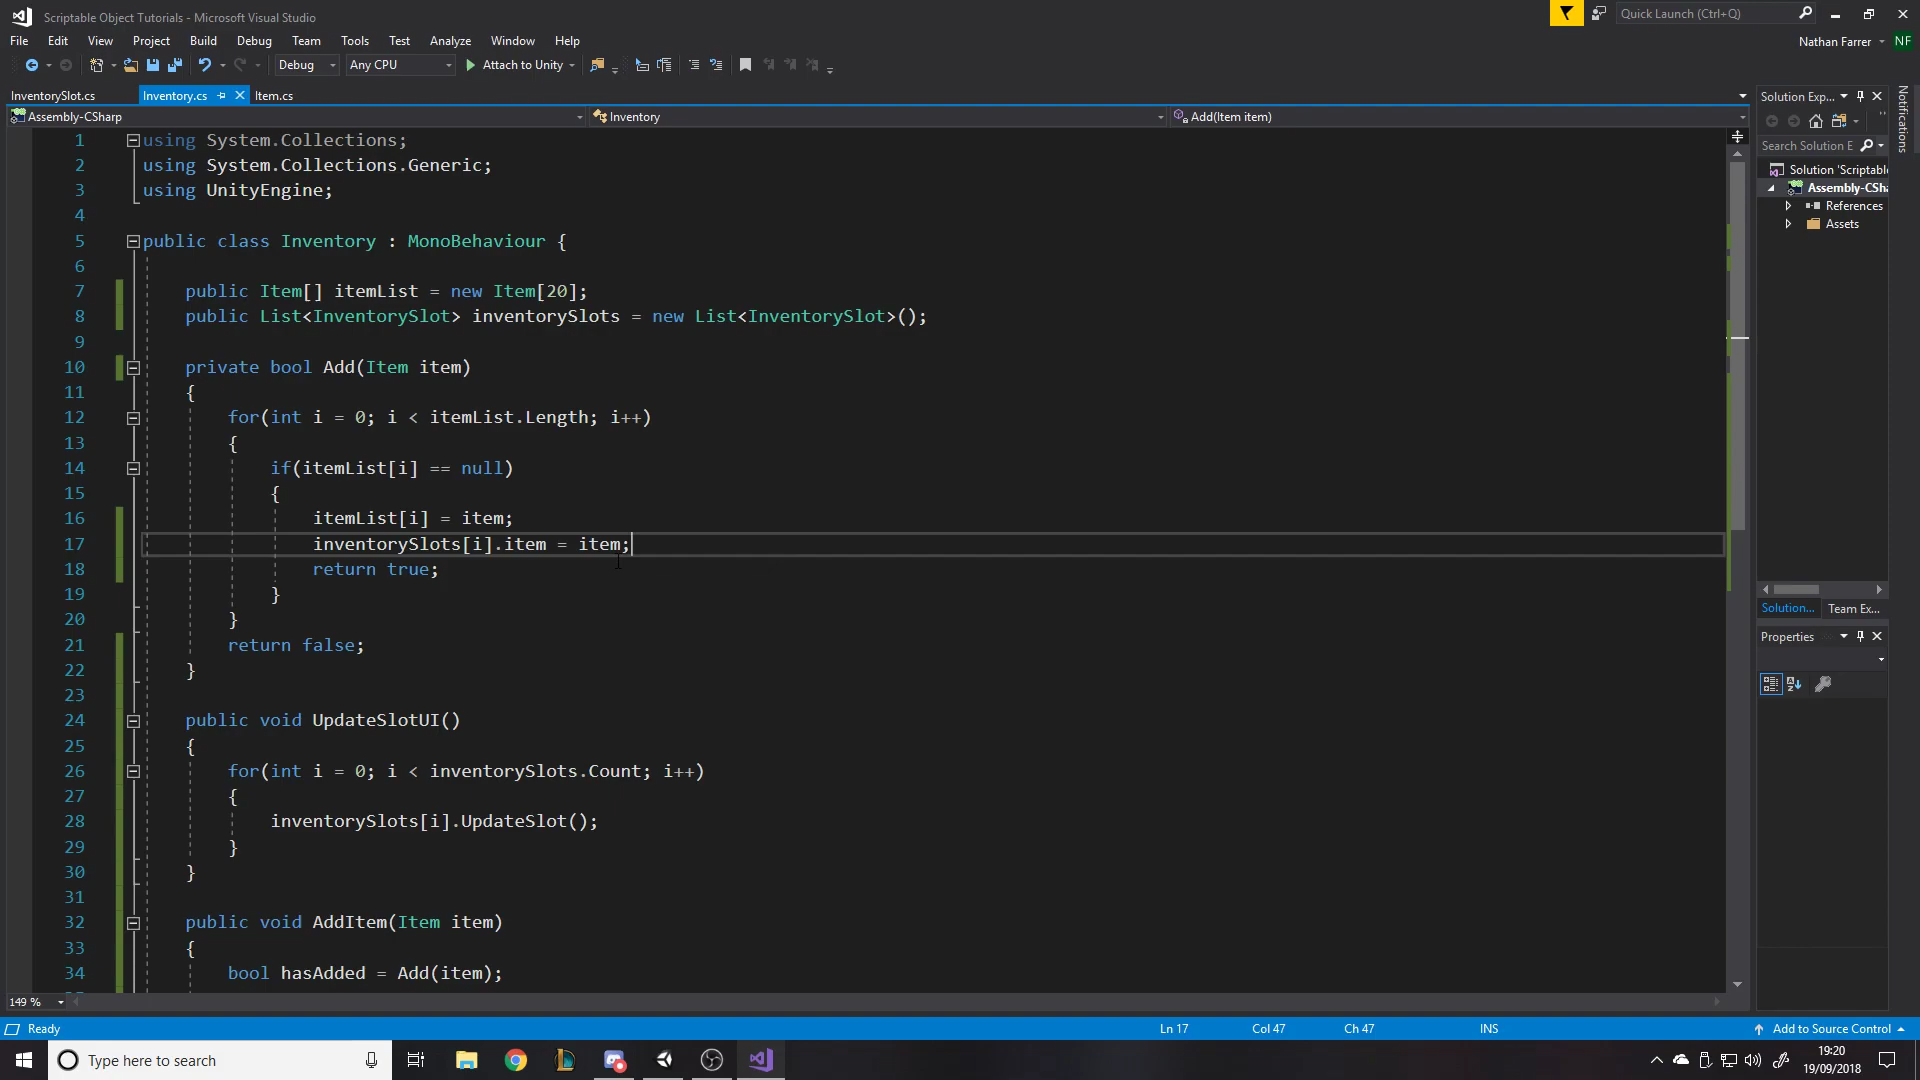 Scriptable Object Tutorials - Microsoft Visual Studio
Quick Launch (Ctrl+Q)
File Edit View Project Build Debug Team Tools Test Analyze Window Help
Nathan Farrer NF
Debug Any CPU Attach to Unity
InventorySlot.cs Inventory.cs Item.cs
Assembly-CSharp Inventory Add(Item item)
1 using System.Collections;
2 using System.Collections.Generic;
3 using UnityEngine;
4
5 public class Inventory : MonoBehaviour {
6
7 public Item[] itemList = new Item[20];
8 public List<InventorySlot> inventorySlots = new List<InventorySlot>();
9
10 private bool Add(Item item)
11 {
12 for(int i = 0; i < itemList.Length; i++)
13 {
14 if(itemList[i] == null)
15 {
16 itemList[i] = item;
17 inventorySlots[i].item = item;
18 return true;
19 }
20 }
21 return false;
22 }
23
24 public void UpdateSlotUI()
25 {
26 for(int i = 0; i < inventorySlots.Count; i++)
27 {
28 inventorySlots[i].UpdateSlot();
29 }
30 }
31
32 public void AddItem(Item item)
33 {
34 bool hasAdded = Add(item);
149 %
Solution Exp...
Search Solution E
Solution 'Scriptable
Assembly-CSha
References
Assets
Solution... Team Ex...
Properties
Notifications
Ready Ln 17 Col 47 Ch 47 INS Add to Source Control
Type here to search
19:20
19/09/2018